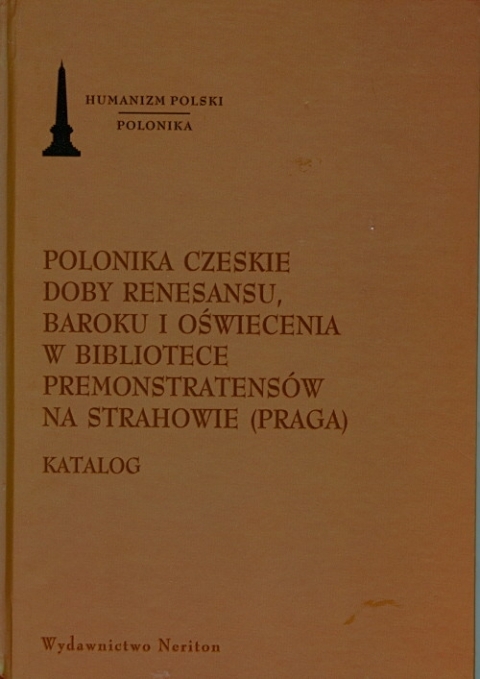 HUMANIZM POLSKI
POLONIKA
POLONIKA CZESKIE
DOBY RENESANSU,
BAROKU I OŚWIECENIA
W BIBLIOTECE
PREMONSTRATENSÓW
NA STRAHOWIE (PRAGA)
KATALOG
Wydawnictwo Neriton